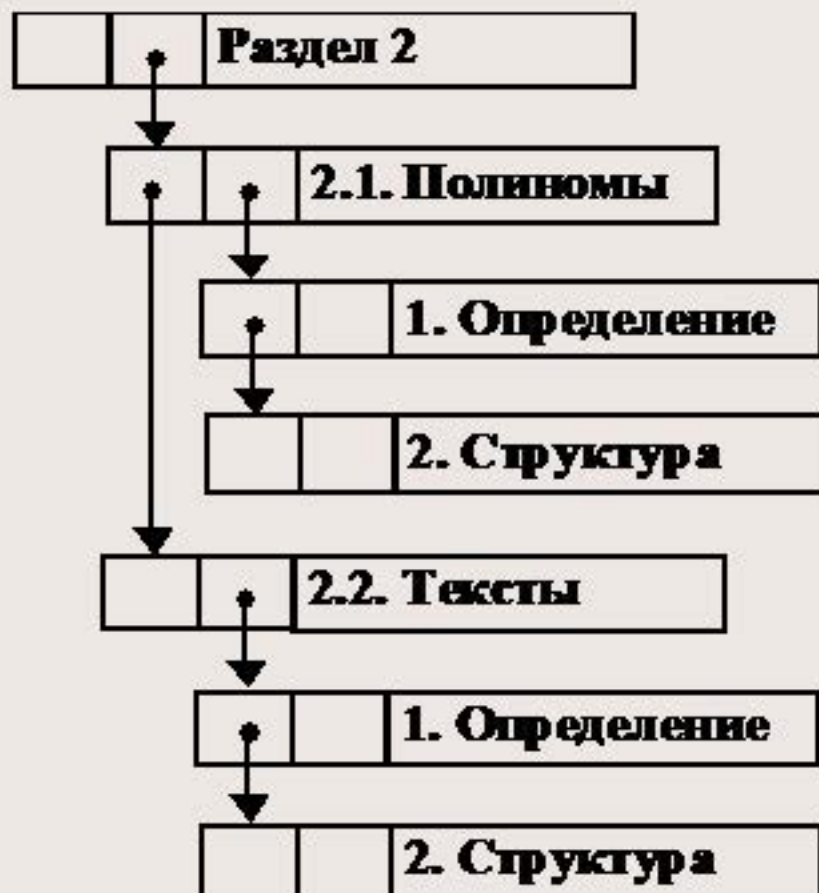 Раздел 2
2.1. Полиномы
1. Определение
2. Структура
2.2. Тексты
1. Определение
2. Структура